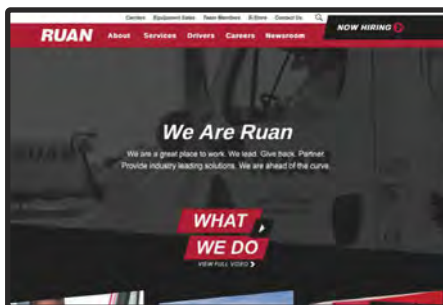 Carriers Equipment Sales Team Members E-Store Contact Us
NOW HIRING
RUAN About Services Drivers Careers Newsroom
We Are Ruan
We are a great place to work. We lead. Give back. Partner.
Provide industry leading solutions. We are ahead of the curve.
WHAT
WE DO
VIEW FULL VIDEO